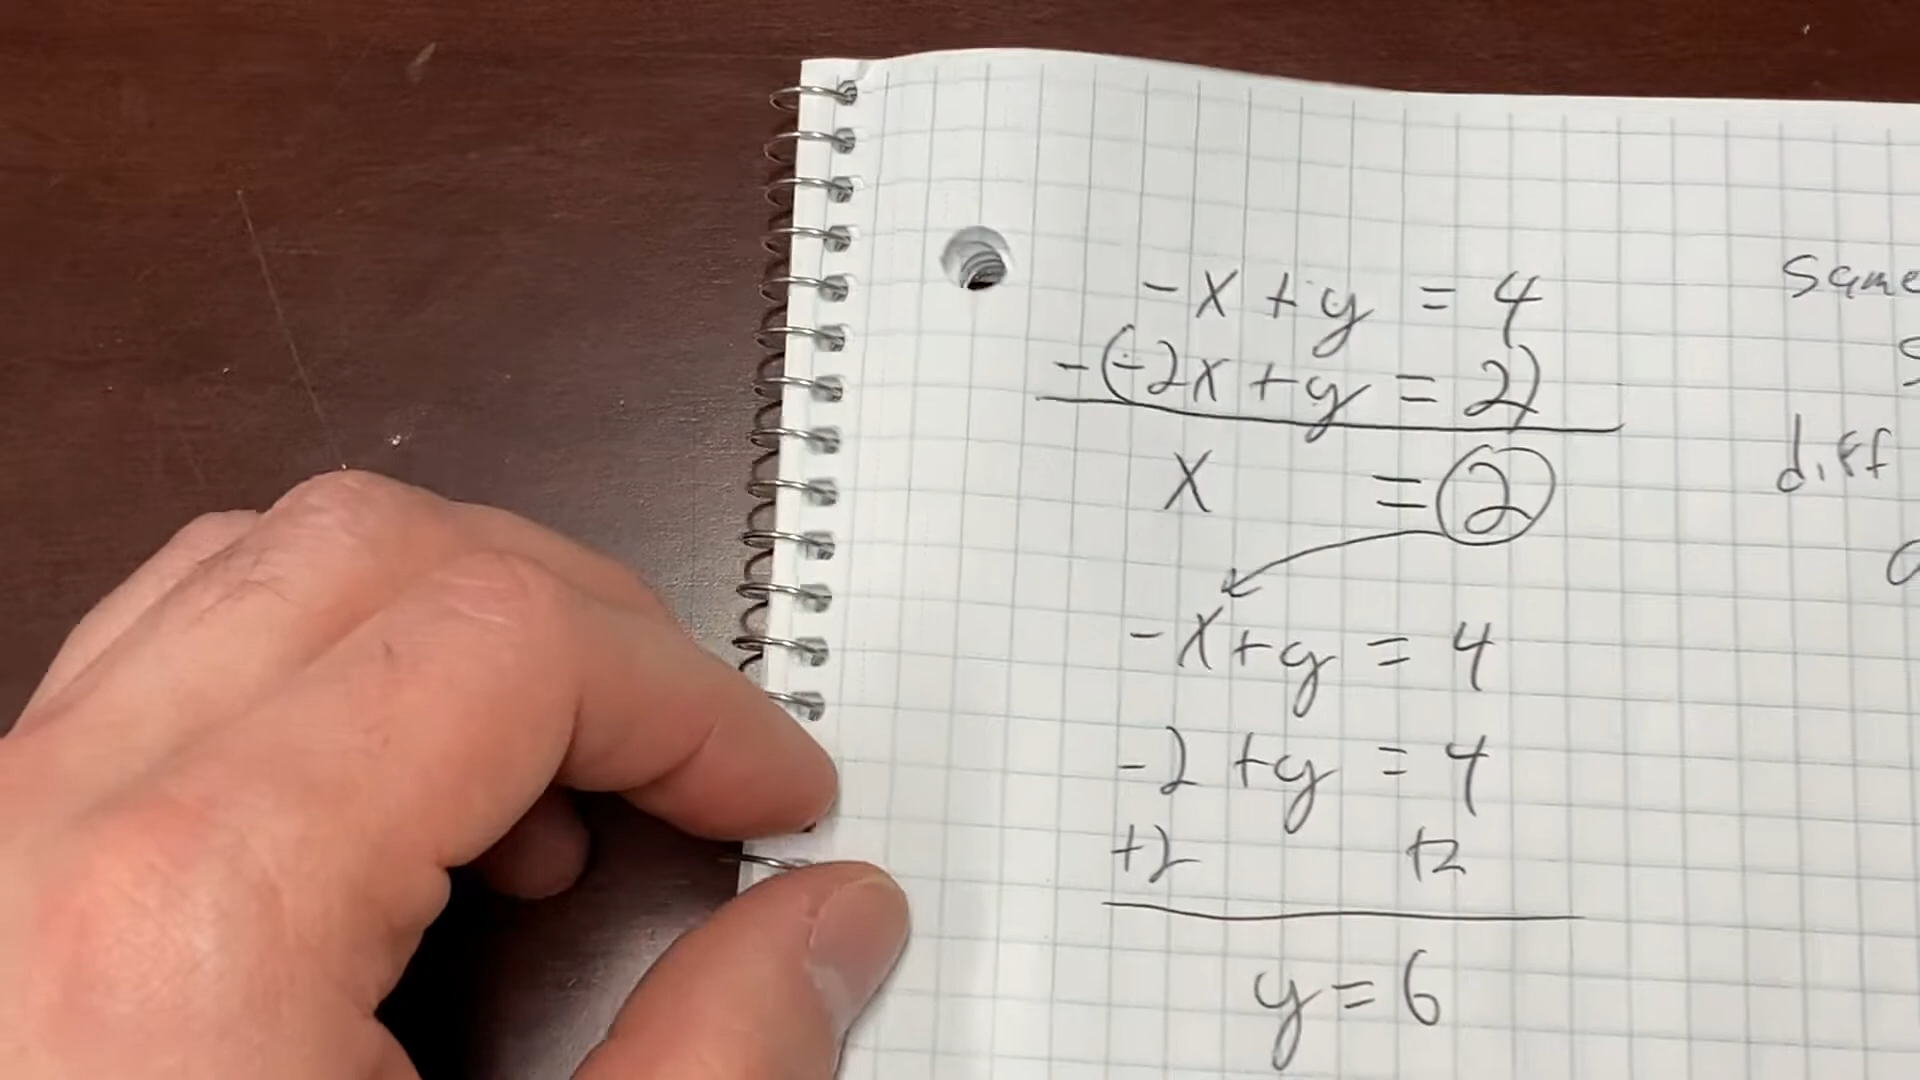 -x + y = 4
-(-2x + y = 2)
x = 2
-x + y = 4
-2 + y = 4
+2 +2
y = 6
Same
diff